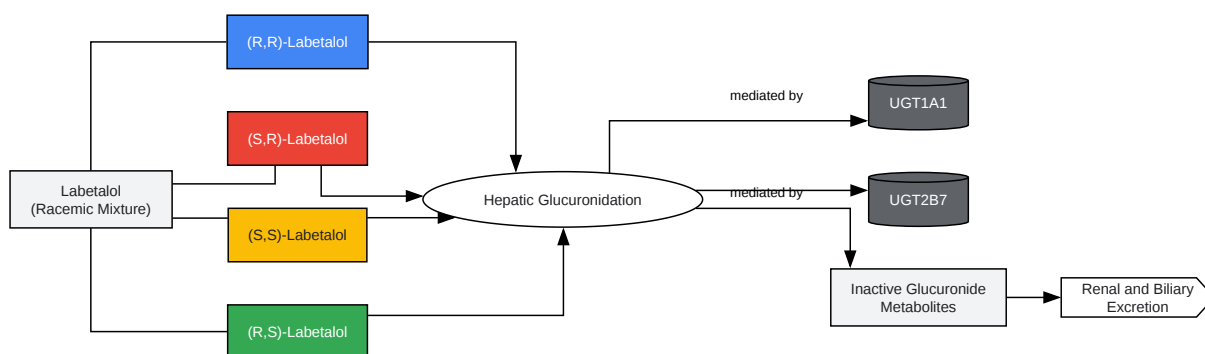 (R,R)-Labetalol
mediated by
UGT1A1
(S,R)-Labetalol
Labetalol
(Racemic Mixture)
Hepatic Glucuronidation
mediated by
UGT2B7
(S,S)-Labetalol
Inactive Glucuronide
Metabolites
Renal and Biliary
Excretion
(R,S)-Labetalol